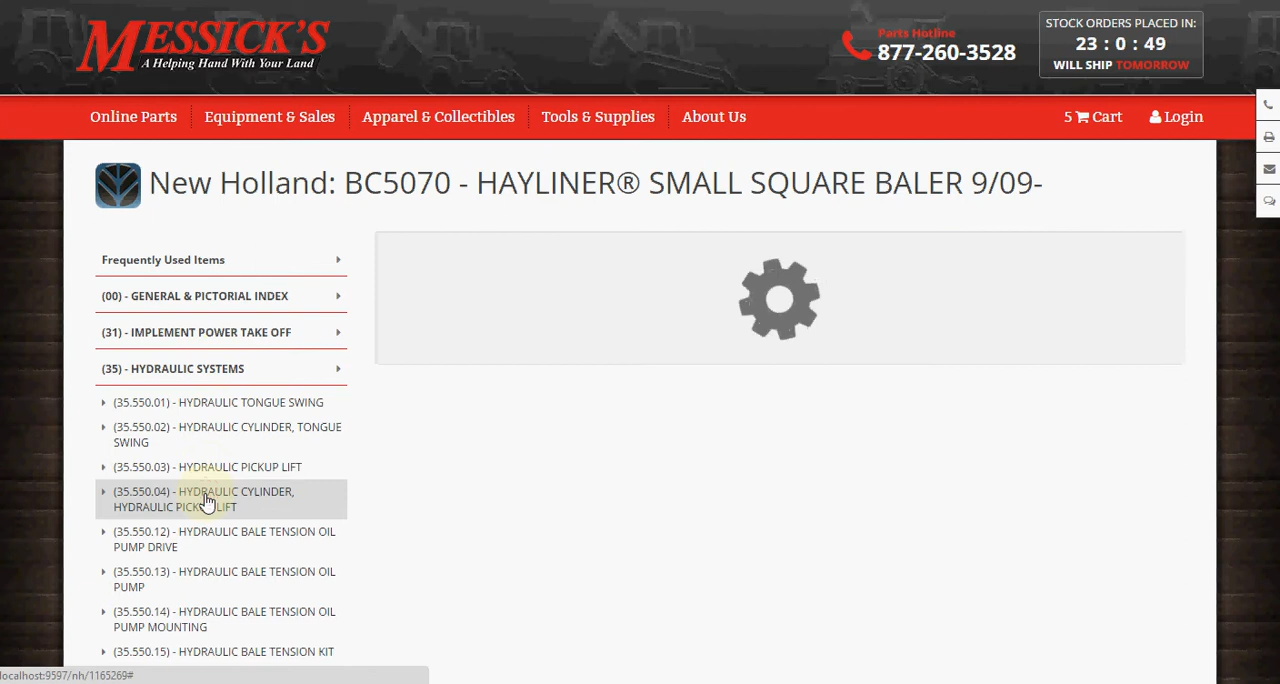 MESSICK'S
A Helping Hand With Your Land
Parts Hotline
877-260-3528
STOCK ORDERS PLACED IN:
23 : 0 : 49
WILL SHIP TOMORROW
Online Parts
Equipment & Sales
Apparel & Collectibles
Tools & Supplies
About Us
5 Cart
Login
New Holland: BC5070 - HAYLINER® SMALL SQUARE BALER 9/09-
Frequently Used Items
(00) - GENERAL & PICTORIAL INDEX
(31) - IMPLEMENT POWER TAKE OFF
(35) - HYDRAULIC SYSTEMS
(35.550.01) - HYDRAULIC TONGUE SWING
(35.550.02) - HYDRAULIC CYLINDER, TONGUE
SWING
(35.550.03) - HYDRAULIC PICKUP LIFT
(35.550.04) - HYDRAULIC CYLINDER,
HYDRAULIC PICKUP LIFT
(35.550.12) - HYDRAULIC BALE TENSION OIL
PUMP DRIVE
(35.550.13) - HYDRAULIC BALE TENSION OIL
PUMP
(35.550.14) - HYDRAULIC BALE TENSION OIL
PUMP MOUNTING
(35.550.15) - HYDRAULIC BALE TENSION KIT
localhost:9597/nh/1165269#